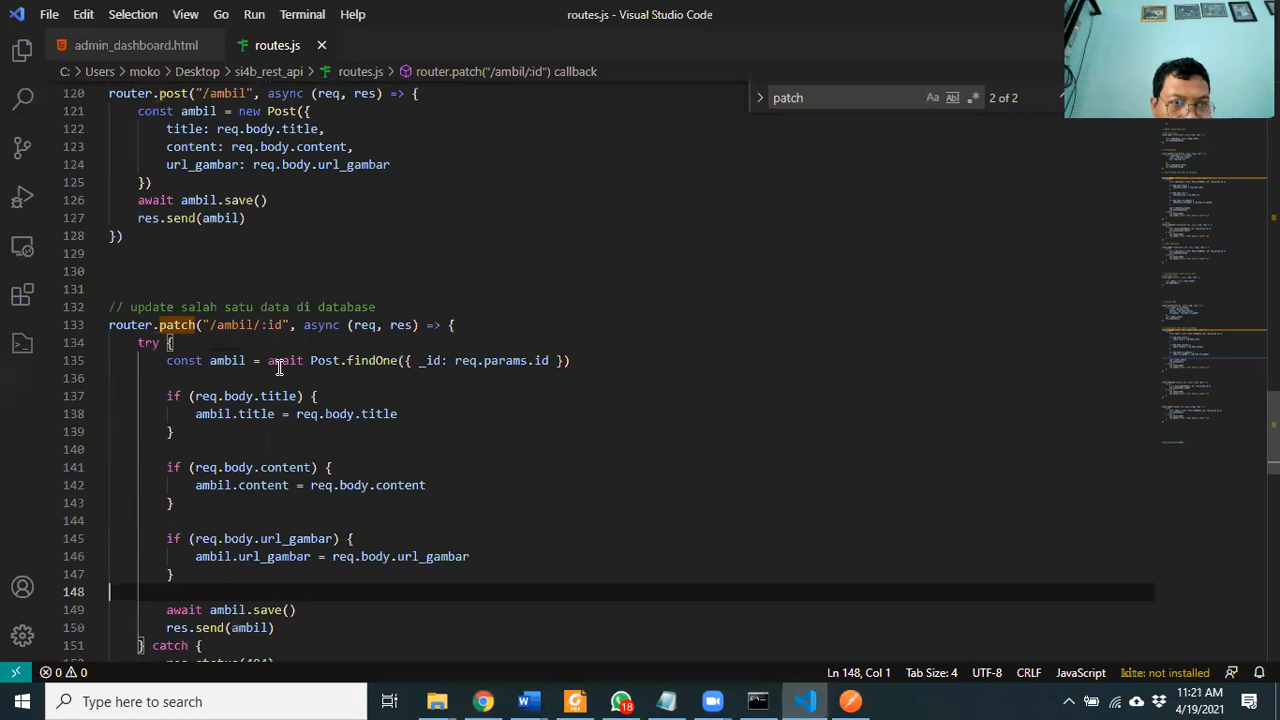 File Edit Selection View Go Run Terminal Help routes.js - Visual Studio Code
admin_dashboard.html routes.js
C: > Users > moko > Desktop > si4b_rest_api > routes.js > router.patch("/ambil/:id") callback
patch Aa Abl .* 2 of 2
120 router.post("/ambil", async (req, res) => {
121 const ambil = new Post({
122 title: req.body.title,
123 content: req.body.content,
124 url_gambar: req.body.url_gambar,
125 })
126 await ambil.save()
127 res.send(ambil)
128 })
129
130
131
132 // update salah satu data di database
133 router.patch("/ambil/:id", async (req, res) => {
134 try {
135 const ambil = await Post.findOne({ _id: req.params.id })
136
137 if (req.body.title) {
138 ambil.title = req.body.title
139 }
140
141 if (req.body.content) {
142 ambil.content = req.body.content
143 }
144
145 if (req.body.url_gambar) {
146 ambil.url_gambar = req.body.url_gambar
147 }
148
149 await ambil.save()
150 res.send(ambil)
151 } catch {
0 0 Ln 148, Col 1 Tab Size: 4 UTF-8 CRLF JavaScript kite: not installed
Type here to search 18 11:21 AM
4/19/2021